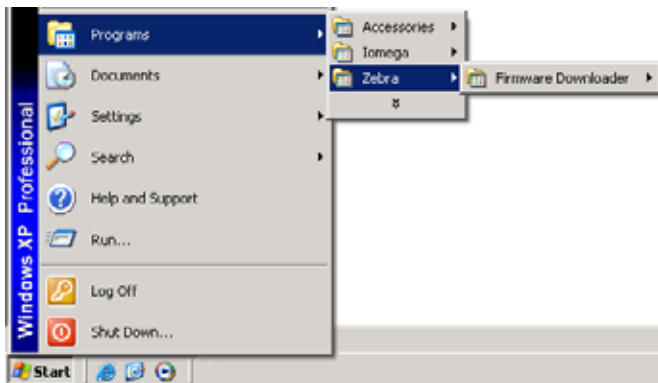 Programs
Documents
Settings
Search
Help and Support
Run...
Log Off
Shut Down...
Windows XP Professional
Start
Accessories
Iomega
Zebra
Firmware Downloader